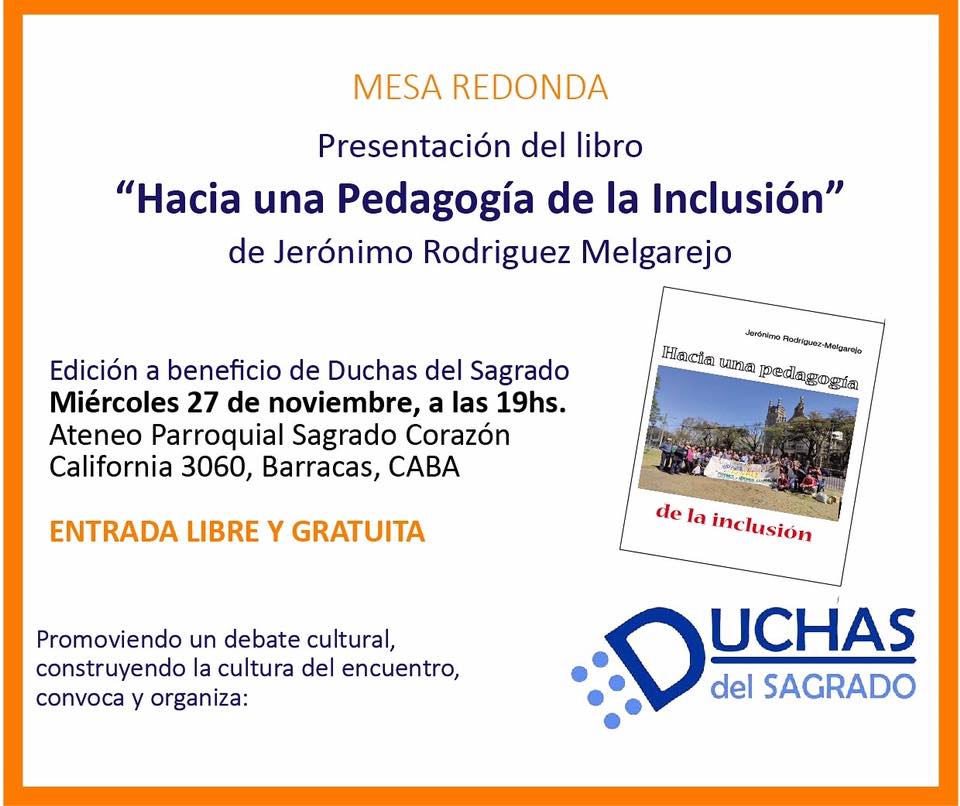 MESA REDONDA
Presentación del libro
“Hacia una Pedagogía de la Inclusión”
de Jerónimo Rodriguez Melgarejo
Edición a beneficio de Duchas del Sagrado
Miércoles 27 de noviembre, a las 19hs.
Ateneo Parroquial Sagrado Corazón
California 3060, Barracas, CABA
ENTRADA LIBRE Y GRATUITA
Jerónimo Rodríguez-Melgarejo
Hacia una pedagogía
de la inclusión
Promoviendo un debate cultural,
construyendo la cultura del encuentro,
convoca y organiza:
DUCHAS
del SAGRADO